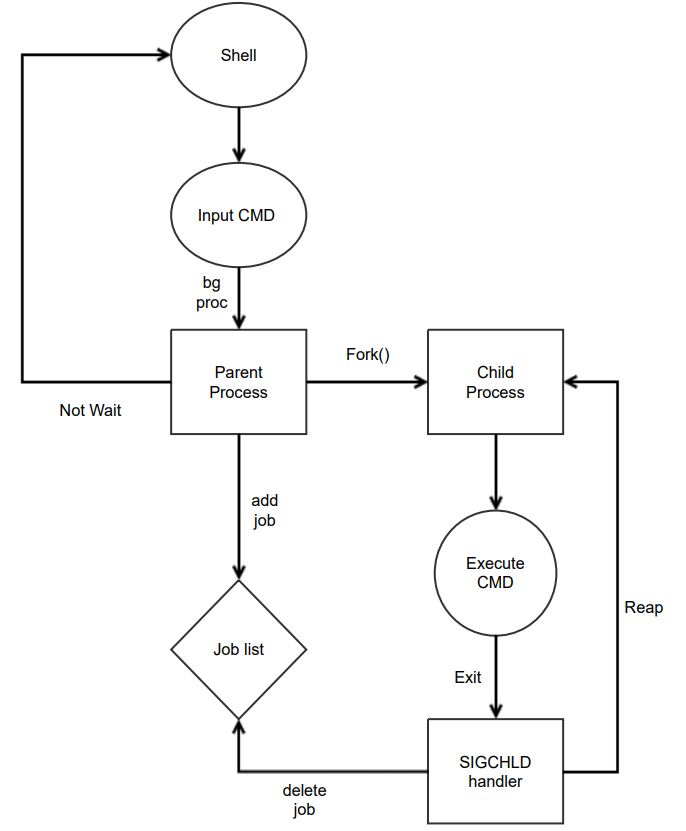 Shell
Input CMD
bg
proc
Parent
Process
Fork()
Child
Process
Not Wait
add
job
Execute
CMD
Reap
Job list
Exit
SIGCHLD
handler
delete
job